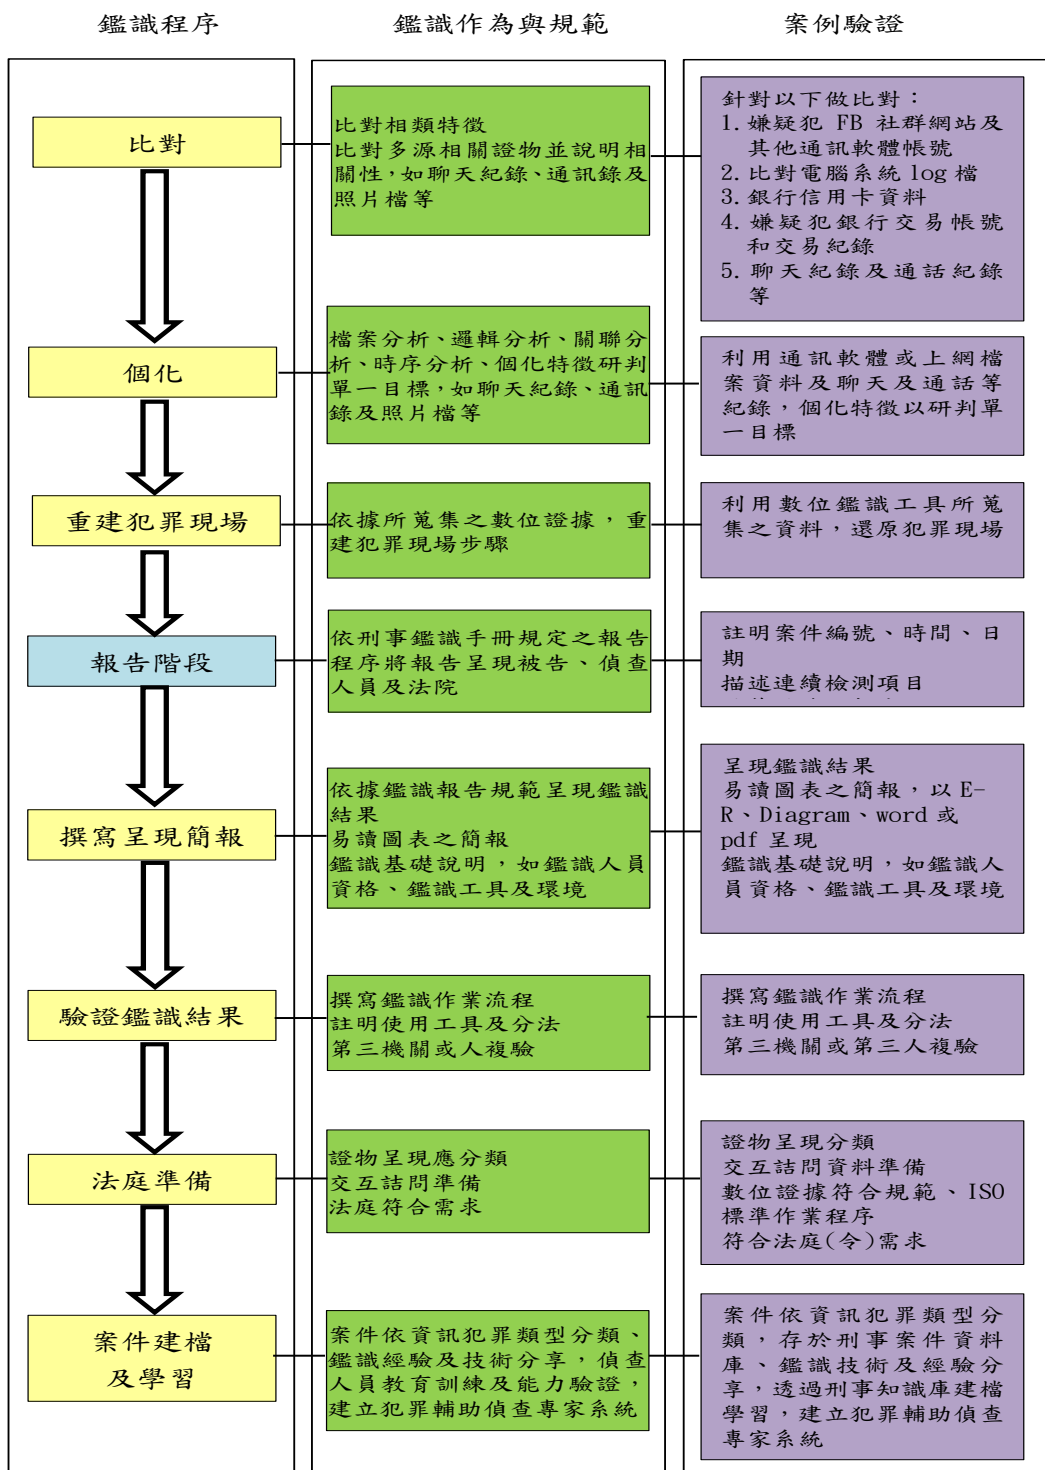 鑑識程序
鑑識作為與規範
案例驗證
比對
比對相類特徵
比對多源相關證物並說明相
關性,如聊天紀錄、通訊錄及
照片檔等
針對以下做比對：
1. 嫌疑犯 FB 社群網站及
其他通訊軟體帳號
2. 比對電腦系統 log 檔
3. 銀行信用卡資料
4. 嫌疑犯銀行交易帳號
和交易紀錄
5. 聊天紀錄及通話紀錄
等
個化
檔案分析、邏輯分析、關聯分
析、時序分析、個化特徵研判
單一目標,如聊天紀錄、通訊
錄及照片檔等
利用通訊軟體或上網檔
案資料及聊天及通話等
紀錄,個化特徵以研判單
一目標
重建犯罪現場
依據所蒐集之數位證據，重
建犯罪現場步驟
利用數位鑑識工具所蒐
集之資料，還原犯罪現場
報告階段
依刑事鑑識手冊規定之報告
程序將報告呈現被告、偵查
人員及法院
註明案件編號、時間、日
期
描述連續檢測項目
撰寫呈現簡報
依據鑑識報告規範呈現鑑識
結果
易讀圖表之簡報
鑑識基礎說明，如鑑識人員
資格、鑑識工具及環境
呈現鑑識結果
易讀圖表之簡報，以 E-
R、Diagram、word 或
pdf 呈現
鑑識基礎說明，如鑑識人
員資格、鑑識工具及環境
驗證鑑識結果
撰寫鑑識作業流程
註明使用工具及分法
第三機關或人複驗
撰寫鑑識作業流程
註明使用工具及分法
第三機關或第三人複驗
法庭準備
證物呈現應分類
交互詰問準備
法庭符合需求
證物呈現分類
交互詰問資料準備
數位證據符合規範、ISO
標準作業程序
符合法庭(令)需求
案件建檔
及學習
案件依資訊犯罪類型分類、
鑑識經驗及技術分享，偵查
人員教育訓練及能力驗證，
建立犯罪輔助偵查專家系統
案件依資訊犯罪類型分
類，存於刑事案件資料
庫、鑑識技術及經驗分
享，透過刑事知識庫建檔
學習，建立犯罪輔助偵查
專家系統